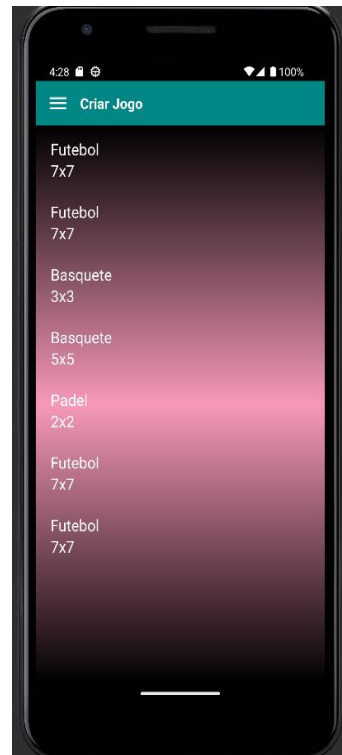 4:28 100%
Criar Jogo
Futebol
7x7
Futebol
7x7
Basquete
3x3
Basquete
5x5
Padel
2x2
Futebol
7x7
Futebol
7x7